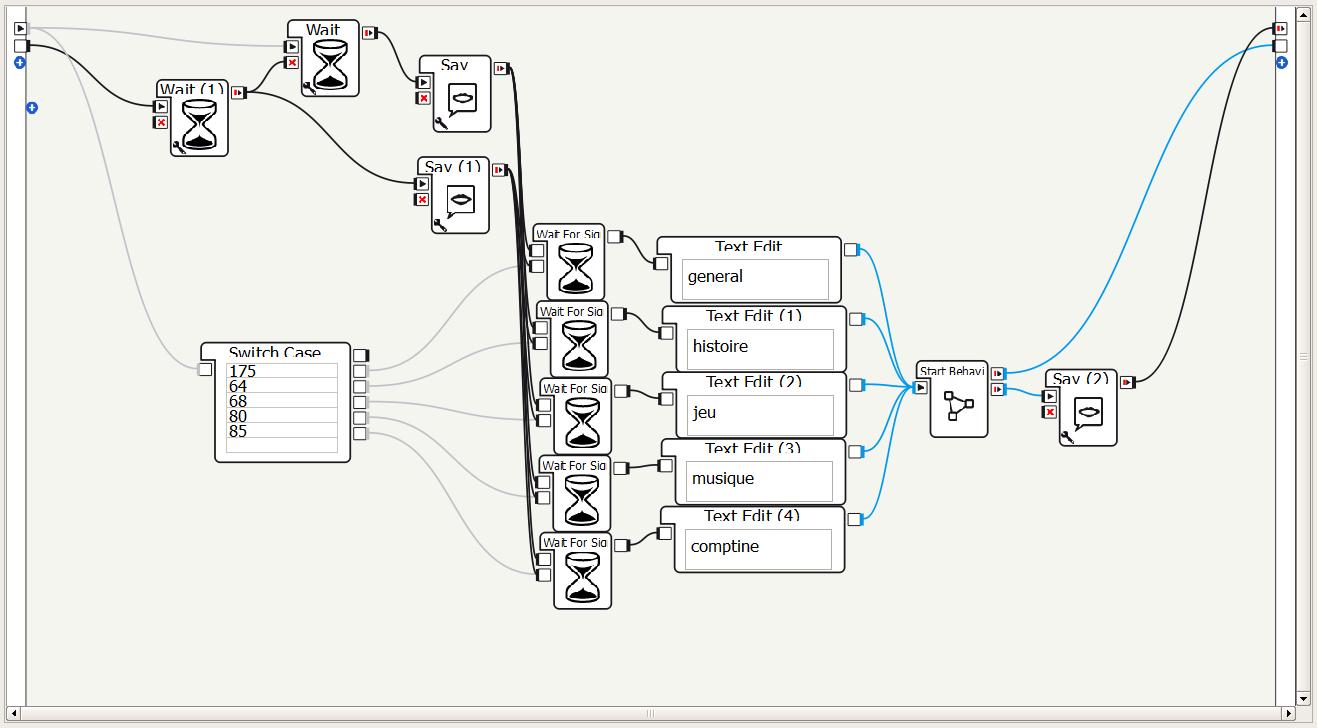 Wait
Wait (1)
Say
Say (1)
Wait For Sig
Text Edit
general
Wait For Sig
Text Edit (1)
histoire
Switch Case
175
64
68
80
85
Wait For Sig
Text Edit (2)
jeu
Start Behavi
Say (2)
Wait For Sig
Text Edit (3)
musique
Wait For Sig
Text Edit (4)
comptine